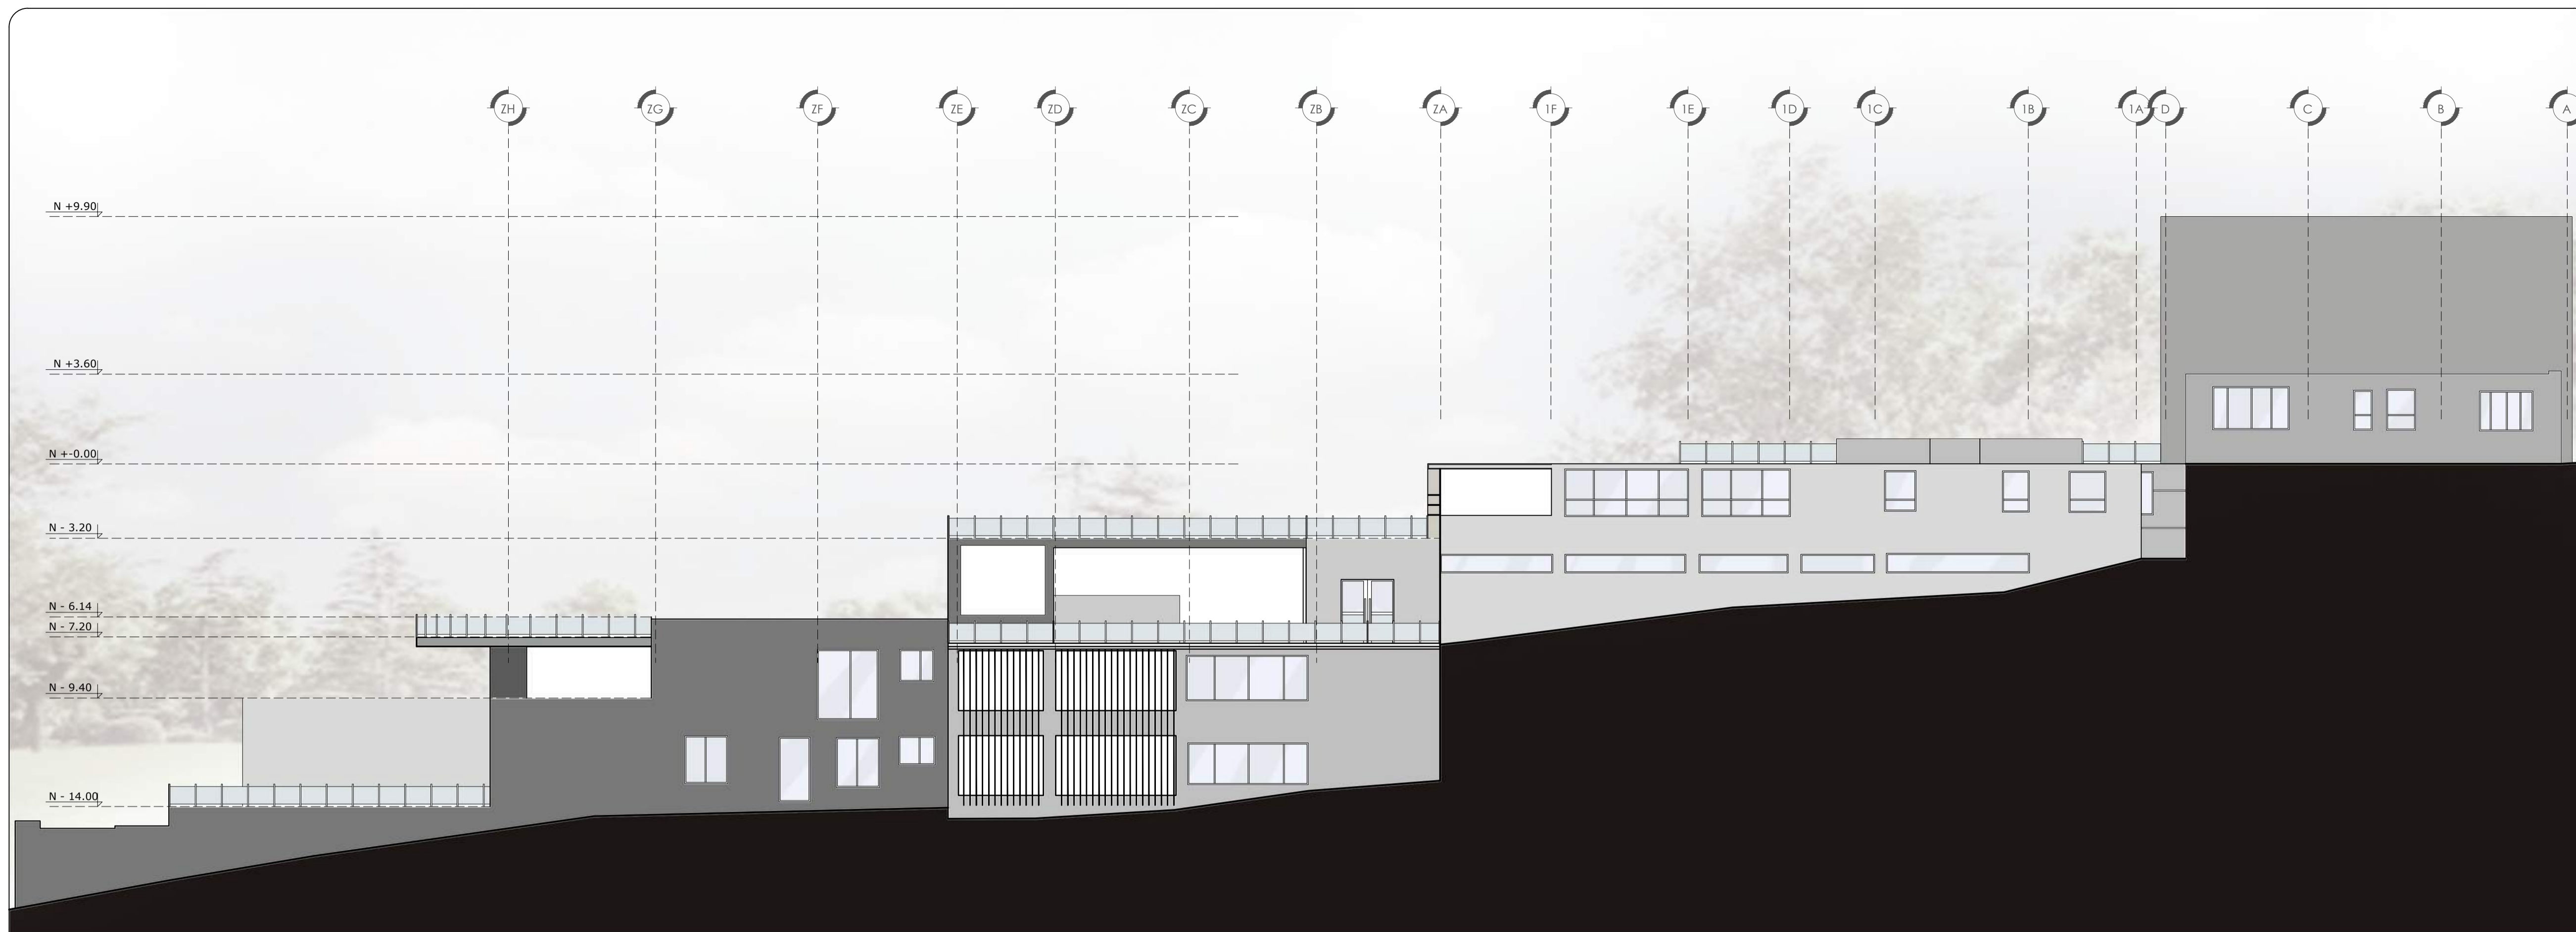 ZH ZG ZF ZE ZD ZC ZB ZA 1F 1E 1D 1C 1B 1A D C B A
N +9.90
N +3.60
N +-0.00
N - 3.20
N - 6.14
N - 7.20
N - 9.40
N - 14.00